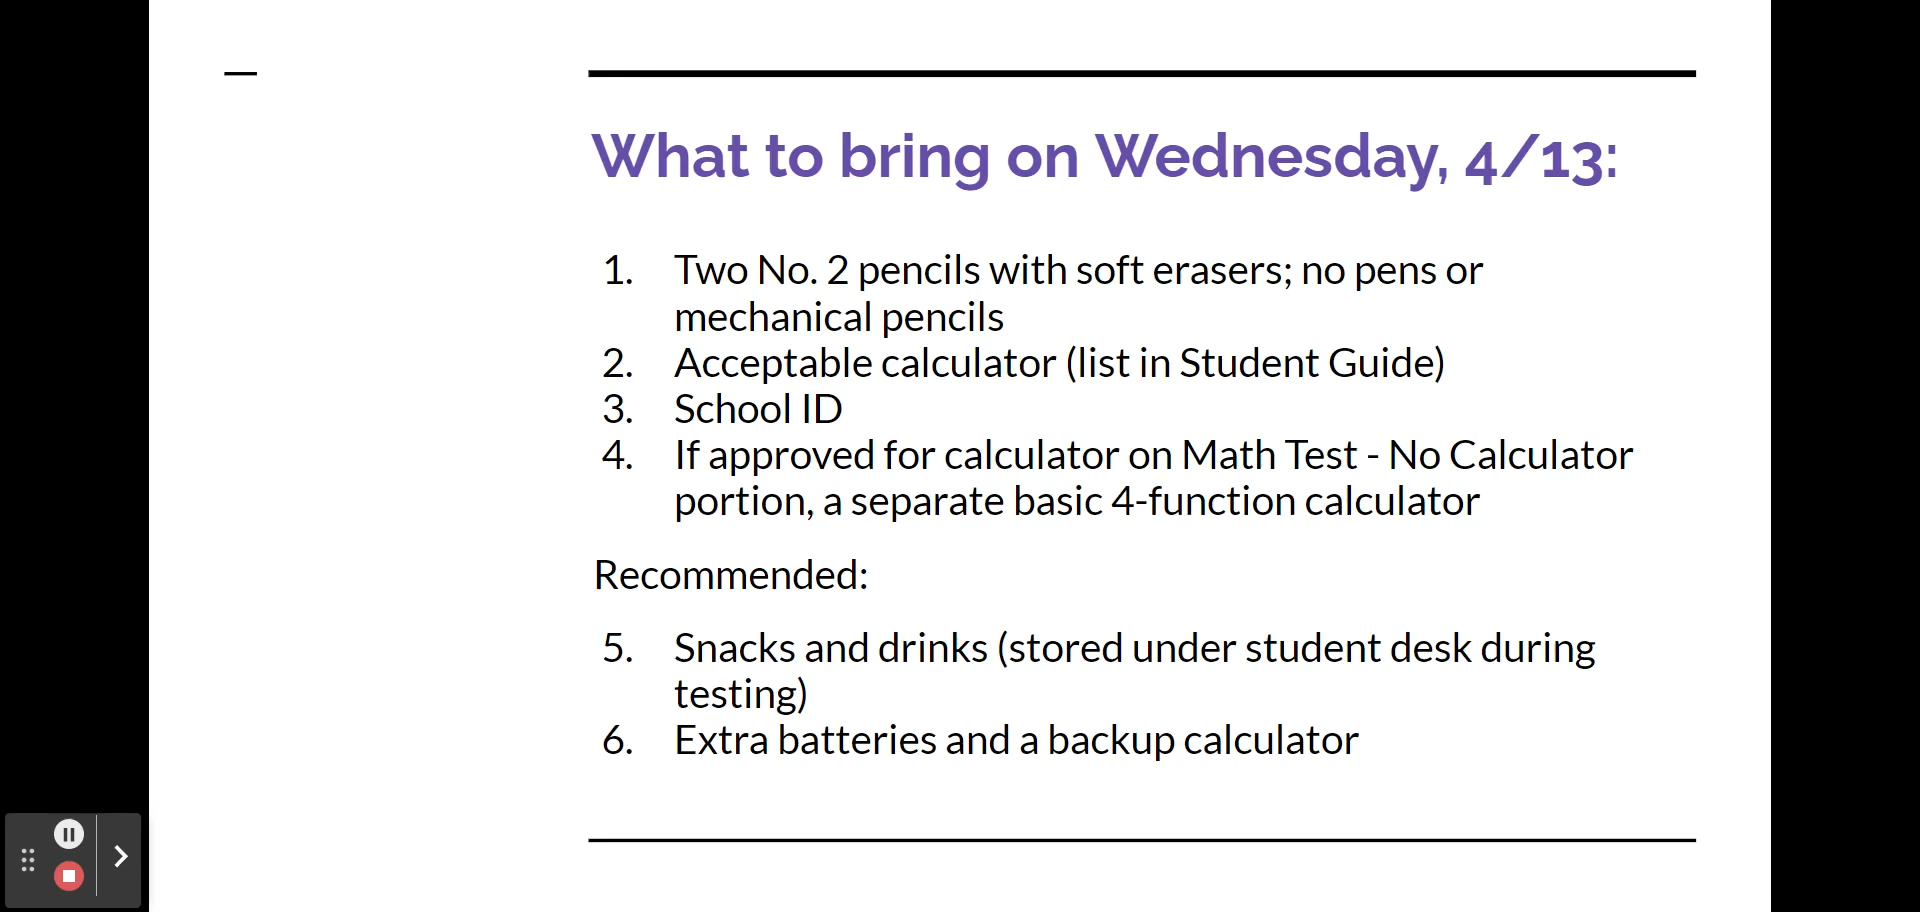 What to bring on Wednesday, 4/13:
1. Two No. 2 pencils with soft erasers; no pens or
mechanical pencils
2. Acceptable calculator (list in Student Guide)
3. School ID
4. If approved for calculator on Math Test - No Calculator
portion, a separate basic 4-function calculator
Recommended:
5. Snacks and drinks (stored under student desk during
testing)
6. Extra batteries and a backup calculator